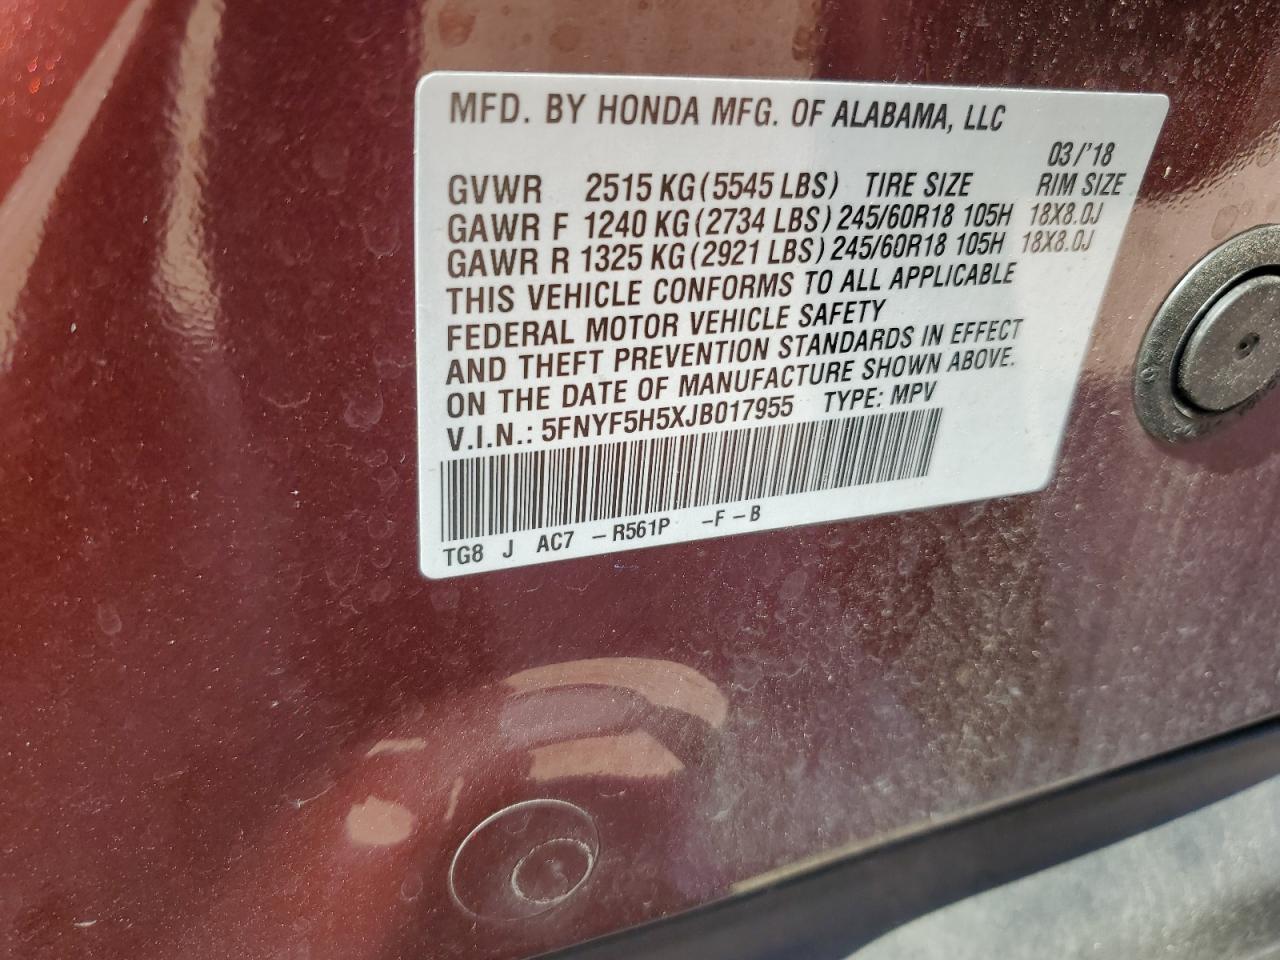 MFD. BY HONDA MFG. OF ALABAMA, LLC
03/'18
GVWR 2515 KG (5545 LBS) TIRE SIZE RIM SIZE
GAWR F 1240 KG (2734 LBS) 245/60R18 105H 18X8.0J
GAWR R 1325 KG (2921 LBS) 245/60R18 105H 18X8.0J
THIS VEHICLE CONFORMS TO ALL APPLICABLE
FEDERAL MOTOR VEHICLE SAFETY
AND THEFT PREVENTION STANDARDS IN EFFECT
ON THE DATE OF MANUFACTURE SHOWN ABOVE.
V.I.N.: 5FNYF5H5XJB017955 TYPE: MPV
TG8 J AC7 -R561P -F-B